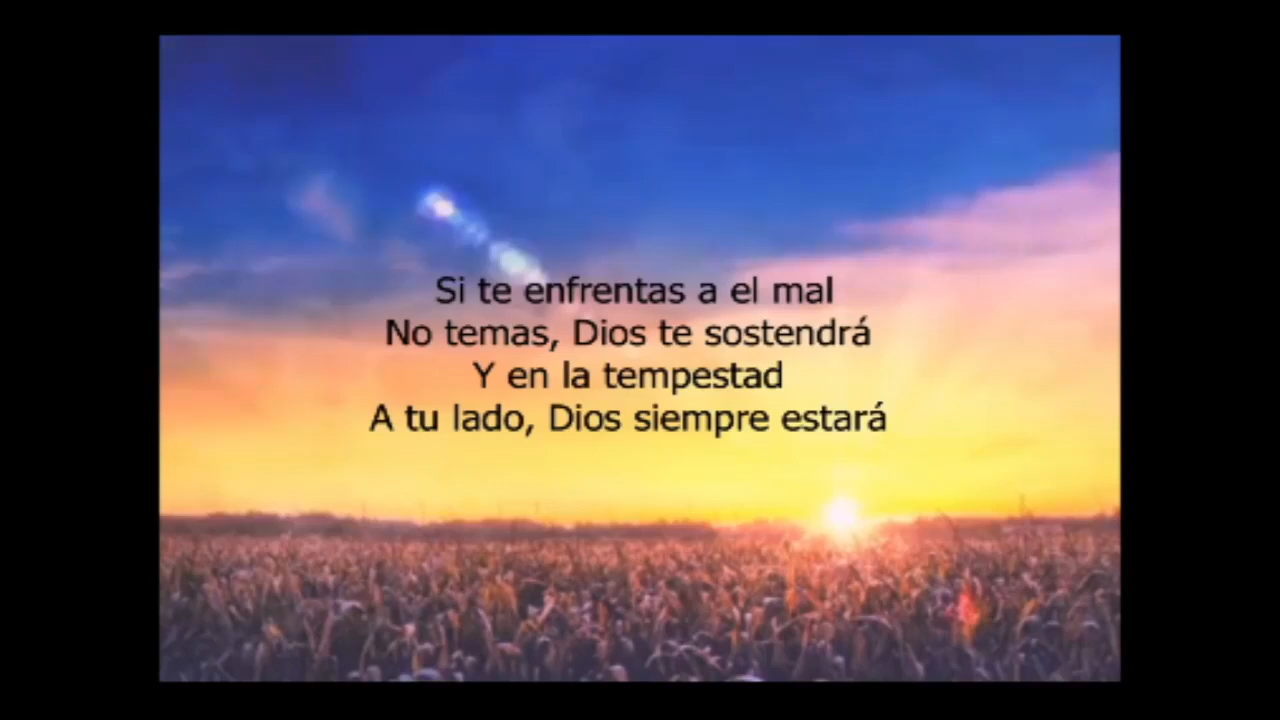 Si te enfrentas a el mal
No temas, Dios te sostendrá
Y en la tempestad
A tu lado, Dios siempre estará